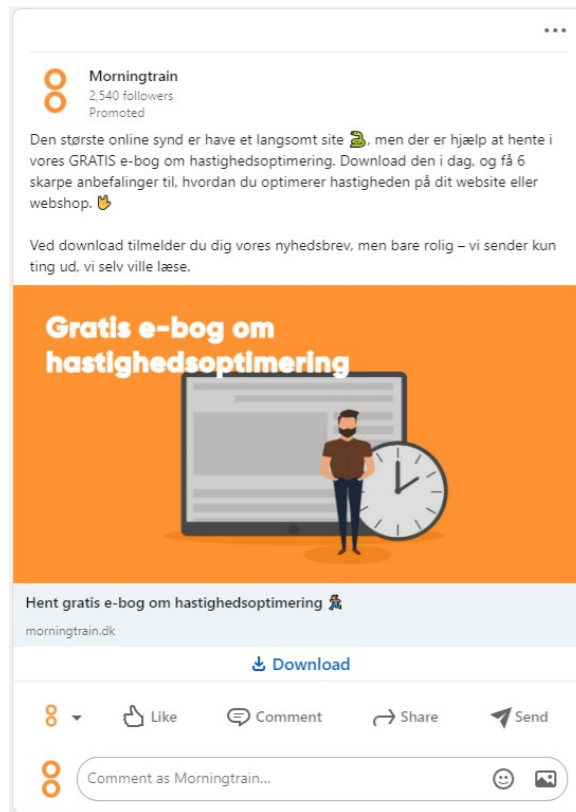 Morningtrain
2,540 followers
Promoted
Den største online synd er have et langsomt site 🐍, men der er hjælp at hente i
vores GRATIS e-bog om hastighedsoptimering. Download den i dag, og få 6
skarpe anbefalinger til, hvordan du optimerer hastigheden på dit website eller
webshop. 🤟
Ved download tilmelder du dig vores nyhedsbrev, men bare rolig – vi sender kun
ting ud, vi selv ville læse.
Gratis e-bog om
hastighedsoptimering
Hent gratis e-bog om hastighedsoptimering 🏃
morningtrain.dk
Download
Like Comment Share Send
Comment as Morningtrain...